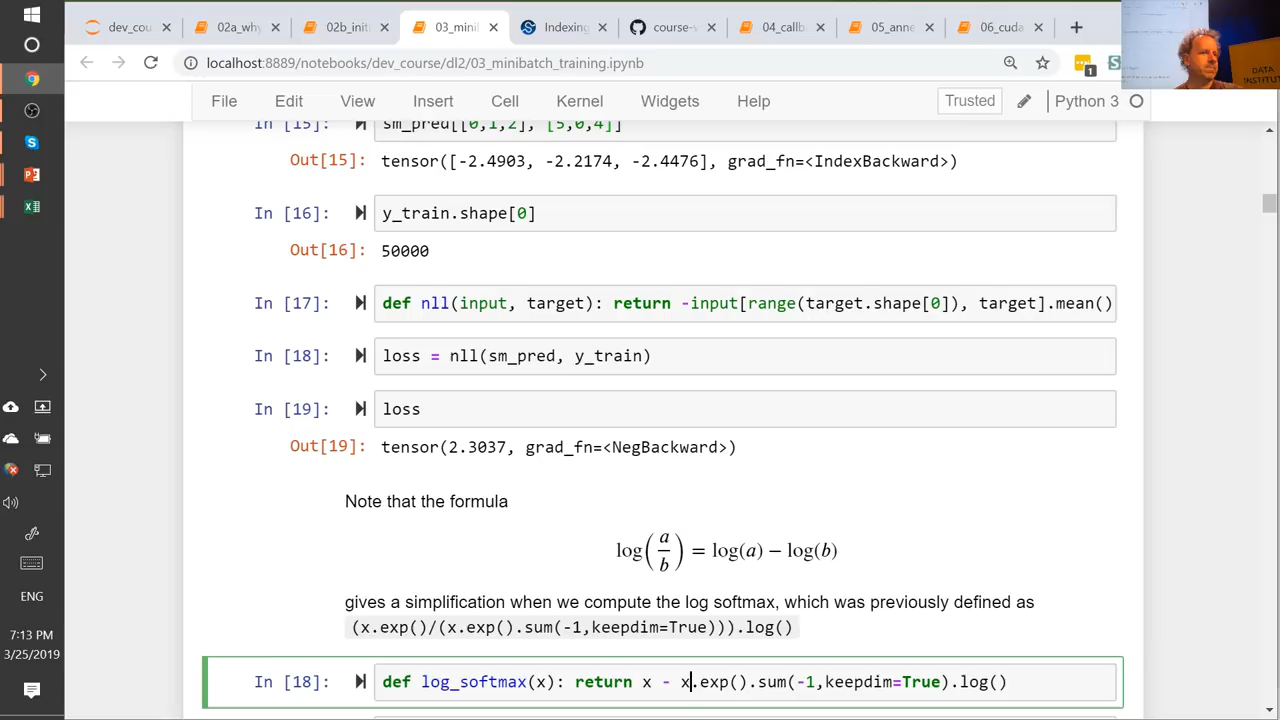 dev_cou
02a_wh
02b_initi
03_mini
Indexing
course-
04_callb
05_anne
06_cuda
localhost:8889/notebooks/dev_course/dl2/03_minibatch_training.ipynb
1
DATA
INSTITU
File Edit View Insert Cell Kernel Widgets Help Trusted Python 3
In [15]: sm_pred[[0,1,2], [5,0,4]]
Out[15]: tensor([-2.4903, -2.2174, -2.4476], grad_fn=<IndexBackward>)
In [16]: y_train.shape[0]
Out[16]: 50000
In [17]: def nll(input, target): return -input[range(target.shape[0]), target].mean()
In [18]: loss = nll(sm_pred, y_train)
In [19]: loss
Out[19]: tensor(2.3037, grad_fn=<NegBackward>)
Note that the formula
log(a/b) = log(a) − log(b)
gives a simplification when we compute the log softmax, which was previously defined as
(x.exp()/(x.exp().sum(-1,keepdim=True))).log()
In [18]: def log_softmax(x): return x - x.exp().sum(-1,keepdim=True).log()
ENG
7:13 PM
3/25/2019